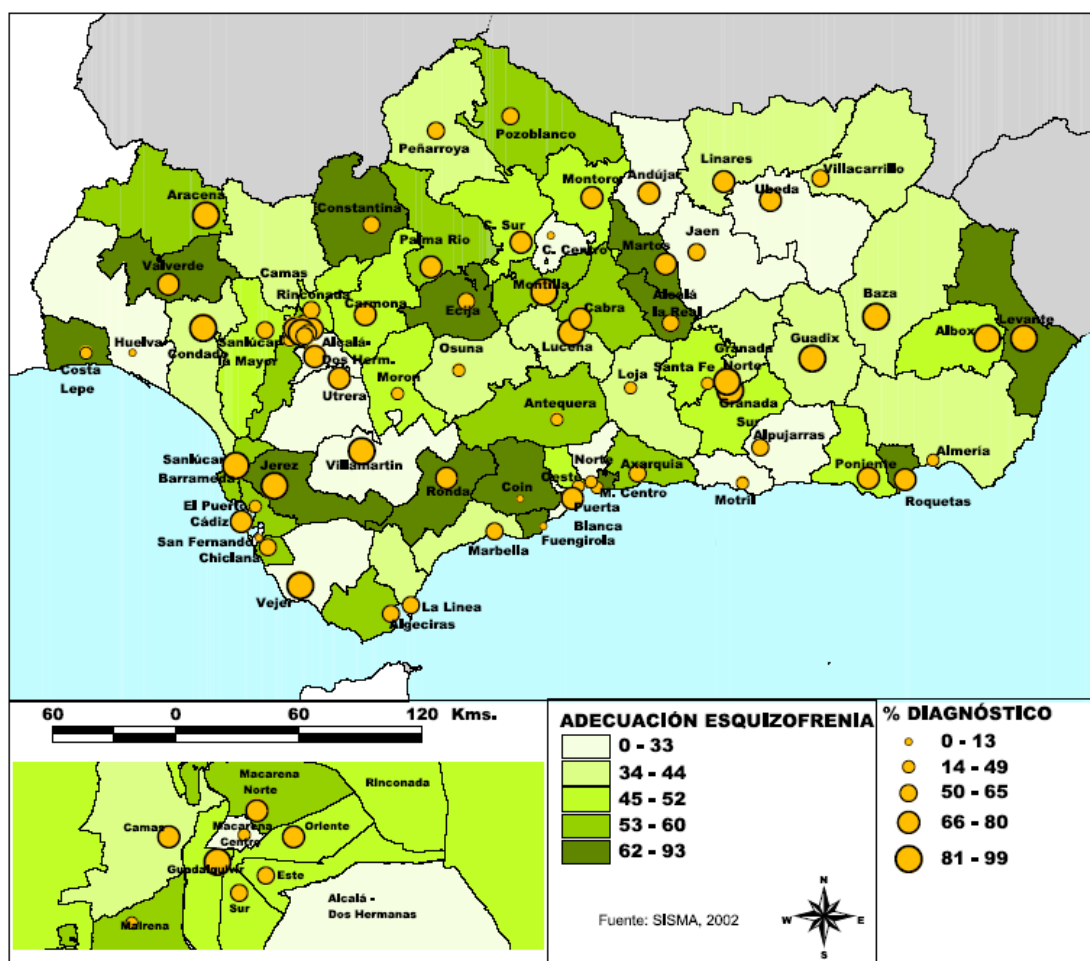 Pozoblanco
Peñarroya
Linares
Villacarrillo
Andújar
Montoro
Ubeda
Aracena
Constantina
C. Sur
Jaen
Palma Rio
C. Centro
Martos
Valverde
Camas
Rinconada
Carmona
Montilla
Ecija
Cabra
Alcalá
la Real
Baza
Levante
Albox
Huelva
Condado
Sanlúcar
la Mayor
Alcalá-
Dos Herm.
Osuna
Lucena
Granada
Norte
Guadix
Costa
Lepe
Utrera
Moron
Loja
Santa Fe
Antequera
Granada
Sur
Alpujarras
Sanlúcar
Barrameda
Jerez
Villamartin
Ronda
Coin
Norte
Oeste
Axarquía
M. Centro
Poniente
Almería
Motril
Roquetas
El Puerto
Cádiz
Puerta
Blanca
San Fernando
Chiclana
Marbella
Fuengirola
Vejer
La Linea
Algeciras
60 0 60 120 Kms.
ADECUACIÓN ESQUIZOFRENIA
0 - 33
34 - 44
45 - 52
53 - 60
62 - 93
% DIAGNÓSTICO
0 - 13
14 - 49
50 - 65
66 - 80
81 - 99
Macarena
Norte
Rinconada
Camas
Macarena
Centro
Oriente
Guadalquivir
Este
Sur
Alcalá -
Dos Hermanas
Mairena
Fuente: SISMA, 2002
N
W E
S